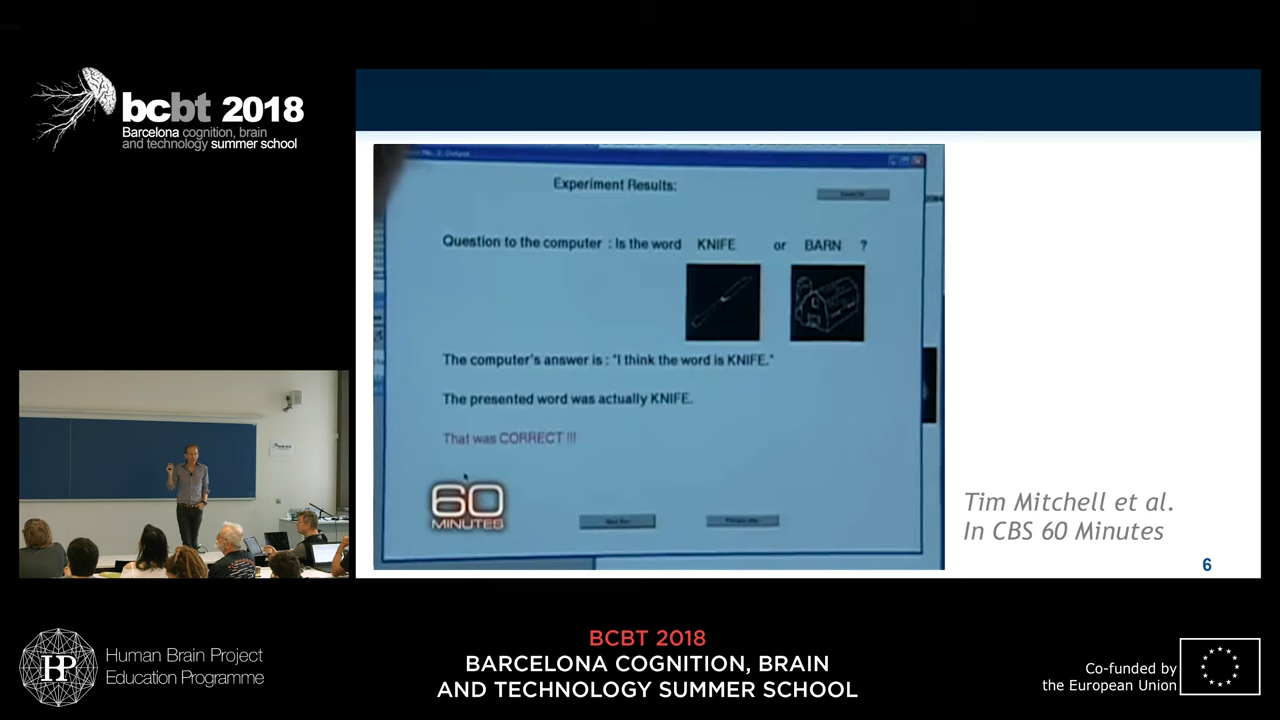 bcbt 2018
Barcelona cognition, brain
and technology summer school
Experiment Results:
Question to the computer : Is the word KNIFE or BARN ?
The computer's answer is : "I think the word is KNIFE."
The presented word was actually KNIFE.
That was CORRECT !!!
60
MINUTES
Tim Mitchell et al.
In CBS 60 Minutes
6
HP
Human Brain Project
Education Programme
BCBT 2018
BARCELONA COGNITION, BRAIN
AND TECHNOLOGY SUMMER SCHOOL
Co-funded by
the European Union